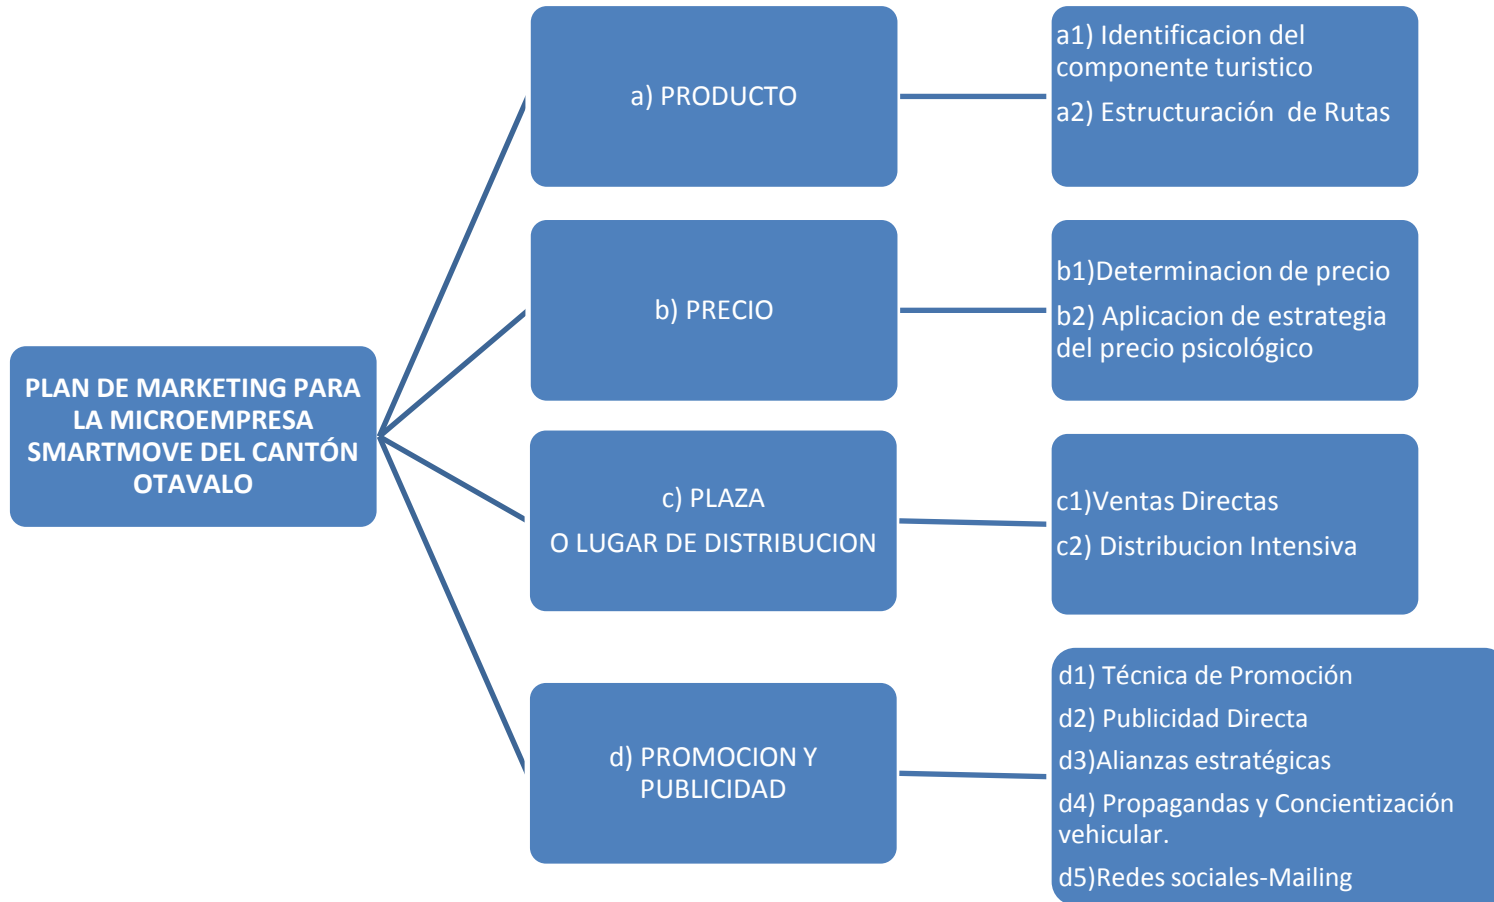 PLAN DE MARKETING PARA
LA MICROEMPRESA
SMARTMOVE DEL CANTÓN
OTAVALO
a) PRODUCTO
a1) Identificacion del
componente turistico
a2) Estructuración  de Rutas
b) PRECIO
b1)Determinacion de precio
b2) Aplicacion de estrategia
del precio psicológico
c) PLAZA
O LUGAR DE DISTRIBUCION
c1)Ventas Directas
c2) Distribucion Intensiva
d) PROMOCION Y
PUBLICIDAD
d1) Técnica de Promoción
d2) Publicidad Directa
d3)Alianzas estratégicas
d4) Propagandas y Concientización
vehicular.
d5)Redes sociales-Mailing